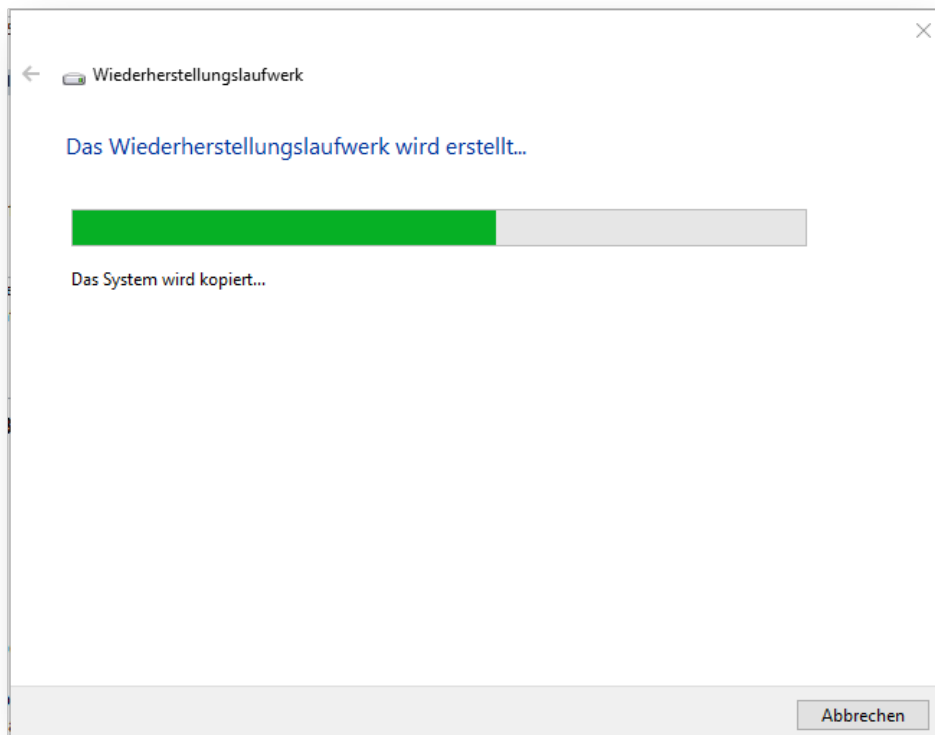 Wiederherstellungslaufwerk
Das Wiederherstellungslaufwerk wird erstellt...
Das System wird kopiert...
Abbrechen